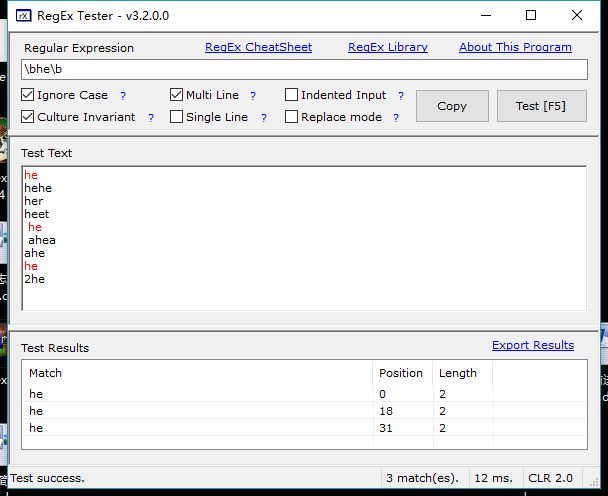 RegEx Tester - v3.2.0.0
Regular Expression RegEx CheatSheet RegEx Library About This Program
\bhe\b
Ignore Case ? Multi Line ? Indented Input ? Copy Test [F5]
Culture Invariant ? Single Line ? Replace mode ?
Test Text
he
hehe
her
heet
he
ahea
ahe
he
2he
Test Results Export Results
Match Position Length
he 0 2
he 18 2
he 31 2
Test success. 3 match(es). 12 ms. CLR 2.0